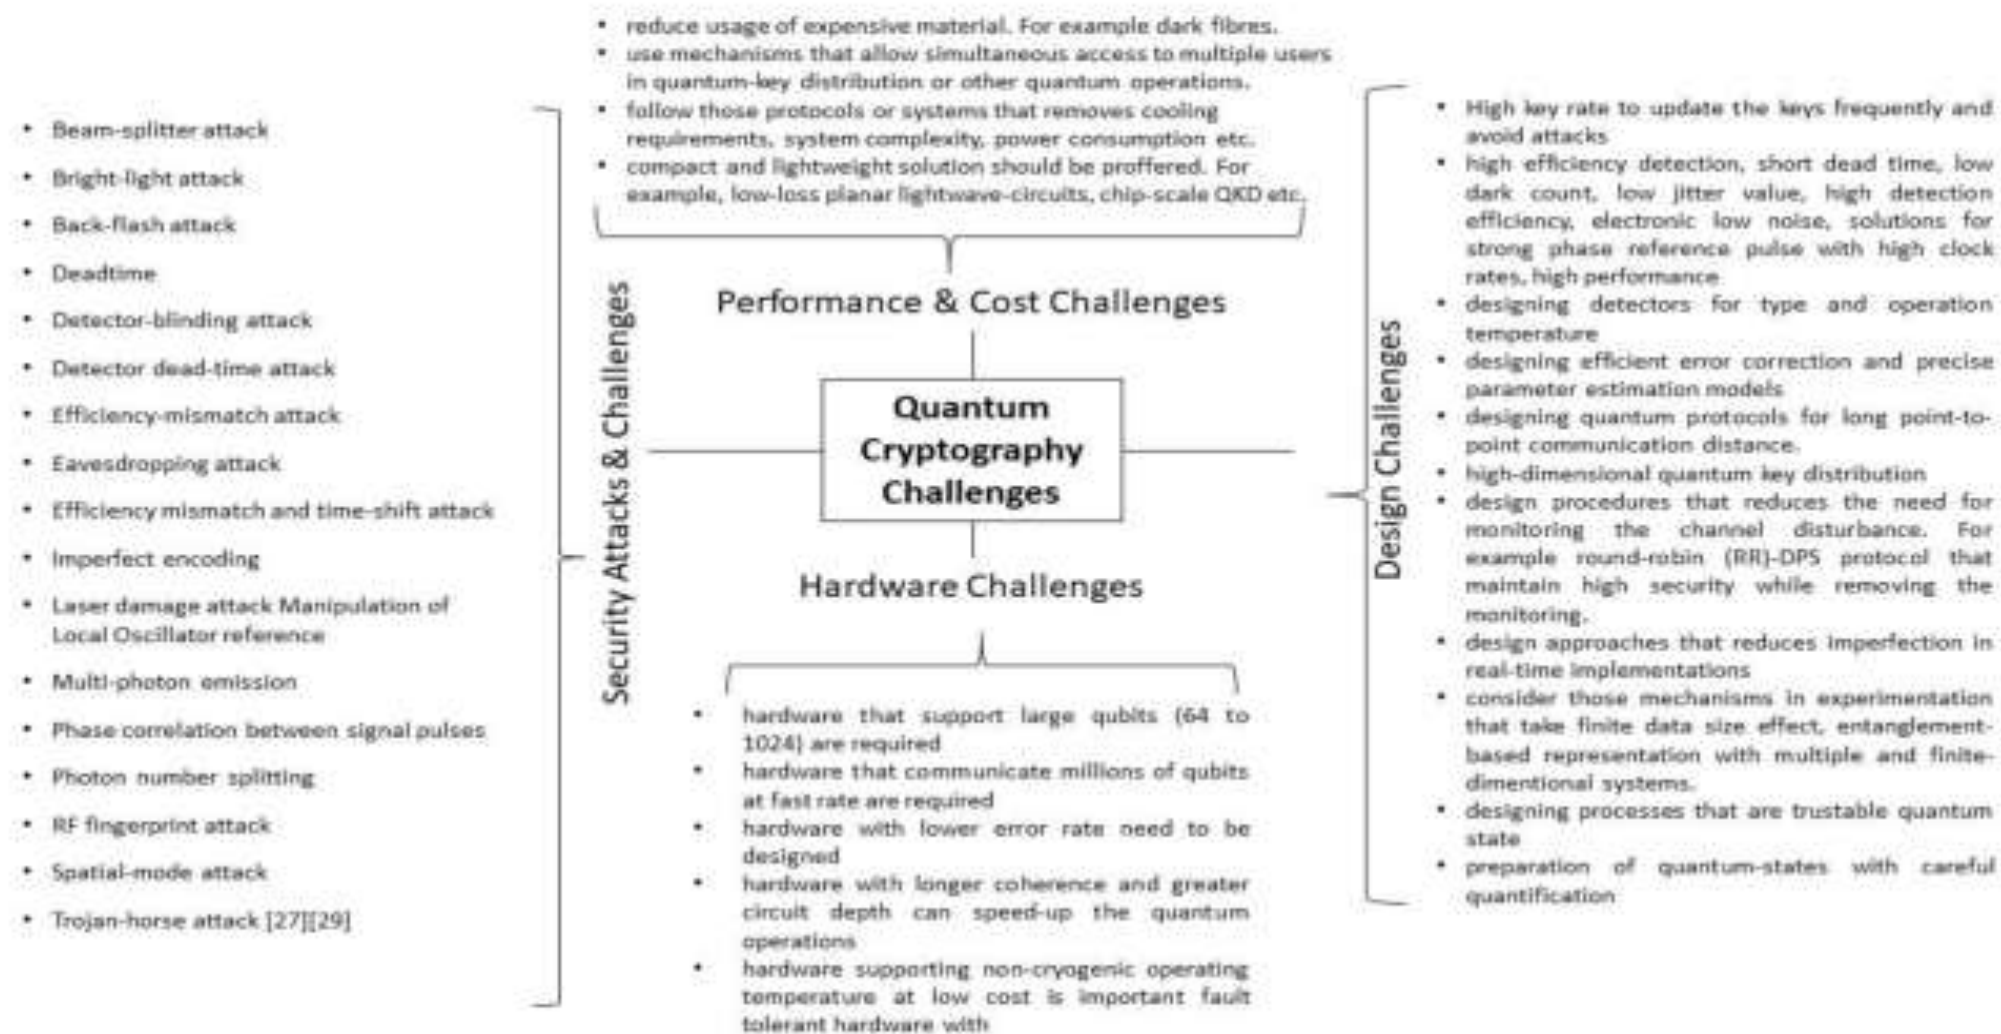 • reduce usage of expensive material. For example dark fibres.
• use mechanisms that allow simultaneous access to multiple users
in quantum-key distribution or other quantum operations.
• follow those protocols or systems that removes cooling
requirements, system complexity, power consumption etc.
• compact and lightweight solution should be proffered. For
example, low-loss planar lightwave-circuits, chip-scale QKD etc.
Performance & Cost Challenges
• Beam-splitter attack
• Bright-light attack
• Back-flash attack
• Deadtime
• Detector-blinding attack
• Detector dead-time attack
• Efficiency-mismatch attack
• Eavesdropping attack
• Efficiency mismatch and time-shift attack
• Imperfect encoding
• Laser damage attack Manipulation of
Local Oscillator reference
• Multi-photon emission
• Phase correlation between signal pulses
• Photon number splitting
• RF fingerprint attack
• Spatial-mode attack
• Trojan-horse attack [27][29]
Security Attacks & Challenges
Quantum
Cryptography
Challenges
Hardware Challenges
• hardware that support large qubits (64 to
1024) are required
• hardware that communicate millions of qubits
at fast rate are required
• hardware with lower error rate need to be
designed
• hardware with longer coherence and greater
circuit depth can speed-up the quantum
operations
• hardware supporting non-cryogenic operating
temperature at low cost is important fault
tolerant hardware with
Design Challenges
• High key rate to update the keys frequently and
avoid attacks
• high efficiency detection, short dead time, low
dark count, low jitter value, high detection
efficiency, electronic low noise, solutions for
strong phase reference pulse with high clock
rates, high performance
• designing detectors for type and operation
temperature
• designing efficient error correction and precise
parameter estimation models
• designing quantum protocols for long point-to-
point communication distance.
• high-dimensional quantum key distribution
• design procedures that reduces the need for
monitoring the channel disturbance. For
example round-robin (RR)-DPS protocol that
maintain high security while removing the
monitoring.
• design approaches that reduces imperfection in
real-time implementations
• consider those mechanisms in experimentation
that take finite data size effect, entanglement-
based representation with multiple and finite-
dimentional systems.
• designing processes that are trustable quantum
state
• preparation of quantum-states with careful
quantification